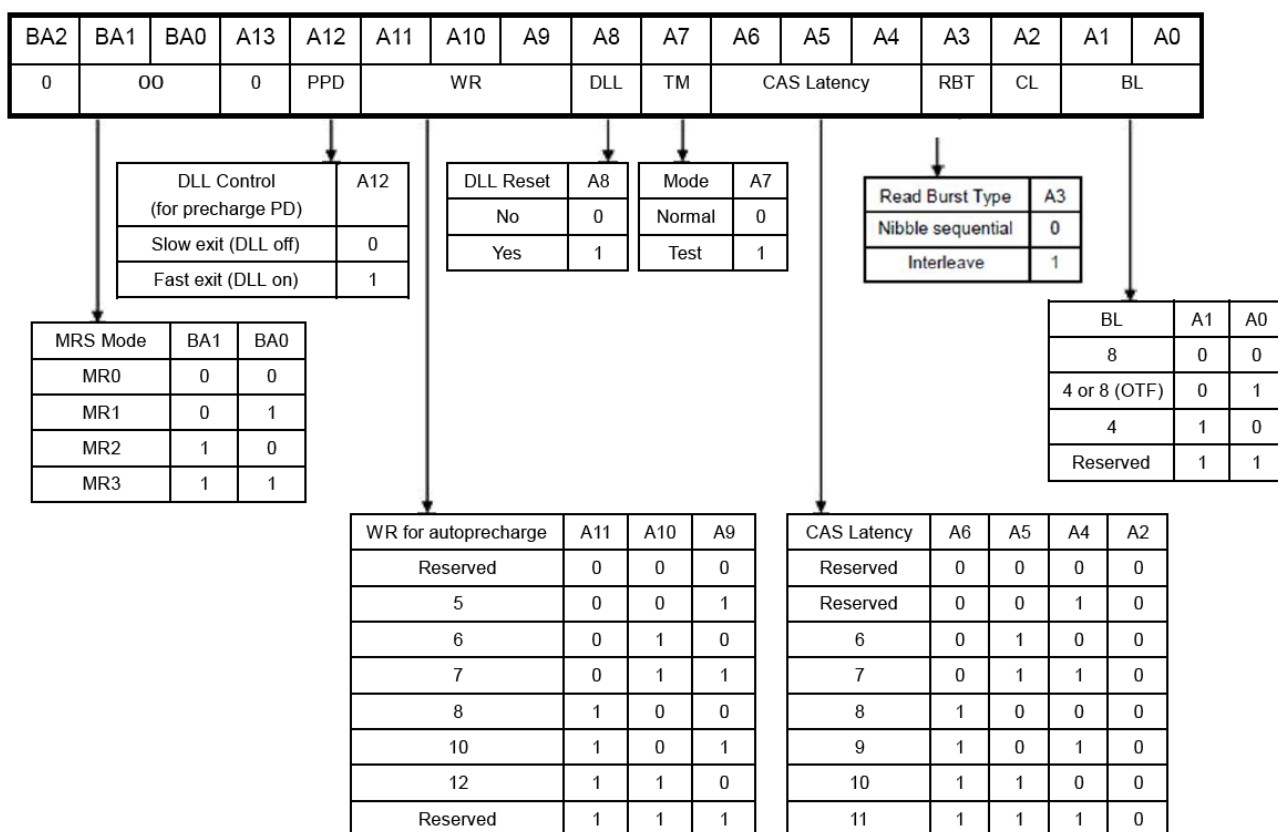 BA2 BA1 BA0 A13 A12 A11 A10 A9 A8 A7 A6 A5 A4 A3 A2 A1 A0
0 00 0 PPD WR DLL TM CAS Latency RBT CL BL
DLL Control A12
(for precharge PD)
Slow exit (DLL off) 0
Fast exit (DLL on) 1
DLL Reset A8
No 0
Yes 1
Mode A7
Normal 0
Test 1
Read Burst Type A3
Nibble sequential 0
Interleave 1
MRS Mode BA1 BA0
MR0 0 0
MR1 0 1
MR2 1 0
MR3 1 1
BL A1 A0
8 0 0
4 or 8 (OTF) 0 1
4 1 0
Reserved 1 1
WR for autoprecharge A11 A10 A9
Reserved 0 0 0
5 0 0 1
6 0 1 0
7 0 1 1
8 1 0 0
10 1 0 1
12 1 1 0
Reserved 1 1 1
CAS Latency A6 A5 A4 A2
Reserved 0 0 0 0
Reserved 0 0 1 0
6 0 1 0 0
7 0 1 1 0
8 1 0 0 0
9 1 0 1 0
10 1 1 0 0
11 1 1 1 0